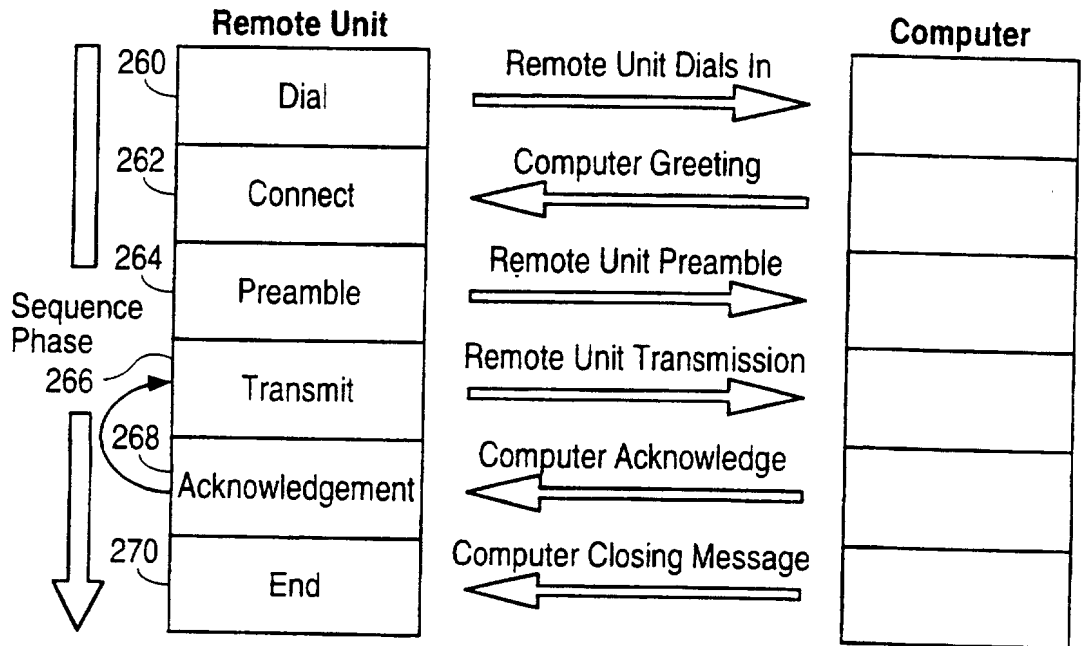 Remote Unit
Computer
260
Dial
Remote Unit Dials In
262
Connect
Computer Greeting
264
Preamble
Remote Unit Preamble
Sequence
Phase
266
Transmit
Remote Unit Transmission
268
Acknowledgement
Computer Acknowledge
270
End
Computer Closing Message